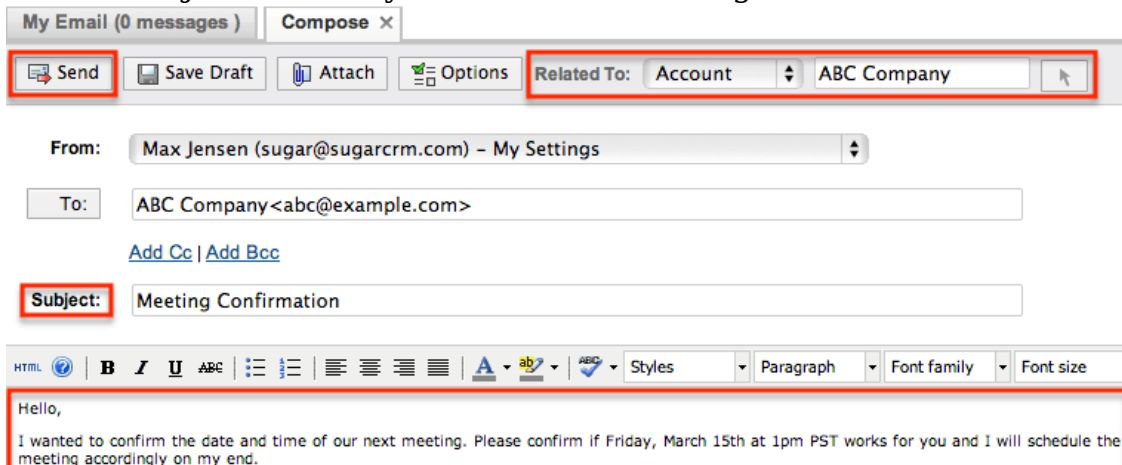 My Email (0 messages ) Compose ×
Send Save Draft Attach Options Related To: Account ABC Company
From: Max Jensen (sugar@sugarcrm.com) – My Settings
To: ABC Company<abc@example.com>
Add Cc | Add Bcc
Subject: Meeting Confirmation
HTML B I U ABC A ab ABC Styles Paragraph Font family Font size
Hello,
I wanted to confirm the date and time of our next meeting. Please confirm if Friday, March 15th at 1pm PST works for you and I will schedule the
meeting accordingly on my end.